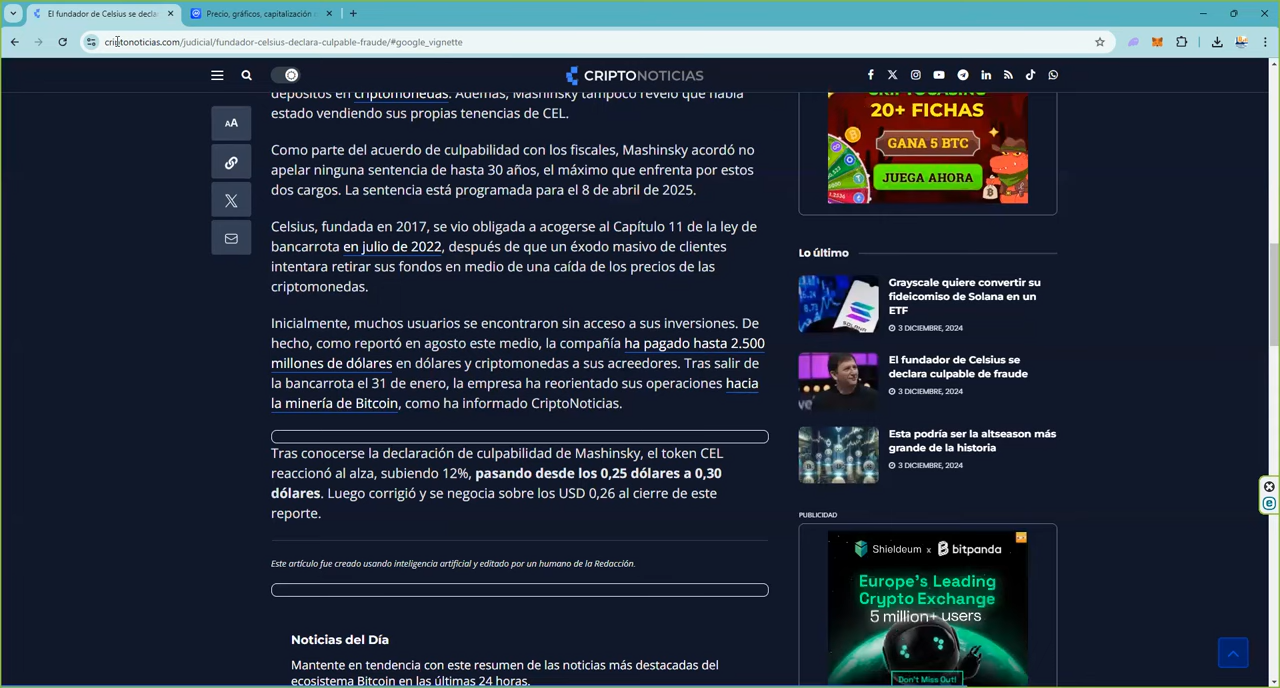 El fundador de Celsius se decla
Precio, gráficos, capitalización
criptonoticias.com/judicial/fundador-celsius-declara-culpable-fraude/#google_vignette
CRIPTONOTICIAS
AA
depósitos en criptomonedas. Además, Mashinsky tampoco reveló que había
estado vendiendo sus propias tenencias de CEL.
Como parte del acuerdo de culpabilidad con los fiscales, Mashinsky acordó no
apelar ninguna sentencia de hasta 30 años, el máximo que enfrenta por estos
dos cargos. La sentencia está programada para el 8 de abril de 2025.
Celsius, fundada en 2017, se vio obligada a acogerse al Capítulo 11 de la ley de
bancarrota en julio de 2022, después de que un éxodo masivo de clientes
intentara retirar sus fondos en medio de una caída de los precios de las
criptomonedas.
Inicialmente, muchos usuarios se encontraron sin acceso a sus inversiones. De
hecho, como reportó en agosto este medio, la compañía ha pagado hasta 2.500
millones de dólares en dólares y criptomonedas a sus acreedores. Tras salir de
la bancarrota el 31 de enero, la empresa ha reorientado sus operaciones hacia
la minería de Bitcoin, como ha informado CriptoNoticias.
Tras conocerse la declaración de culpabilidad de Mashinsky, el token CEL
reaccionó al alza, subiendo 12%, pasando desde los 0,25 dólares a 0,30
dólares. Luego corrigió y se negocia sobre los USD 0,26 al cierre de este
reporte.
Este artículo fue creado usando inteligencia artificial y editado por un humano de la Redacción.
Noticias del Día
Mantente en tendencia con este resumen de las noticias más destacadas del
ecosistema Bitcoin en las últimas 24 horas.
20+ FICHAS
GANA 5 BTC
JUEGA AHORA
Lo último
Grayscale quiere convertir su
fideicomiso de Solana en un
ETF
3 DICIEMBRE, 2024
El fundador de Celsius se
declara culpable de fraude
3 DICIEMBRE, 2024
Esta podría ser la altseason más
grande de la historia
3 DICIEMBRE, 2024
PUBLICIDAD
Shieldeum x bitpanda
Europe's Leading
Crypto Exchange
5 million+ users
Don't Miss Out!